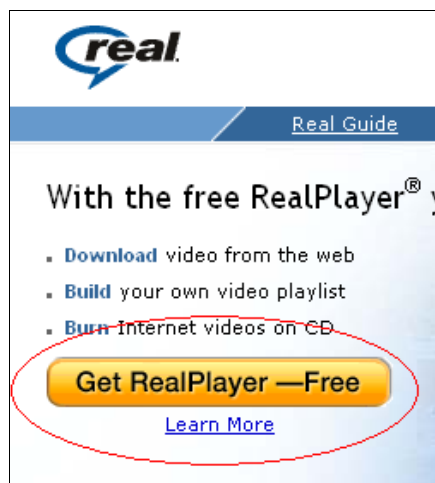 real.
Real Guide
With the free RealPlayer® y
Download video from the web
Build your own video playlist
Burn Internet videos on CD
Get RealPlayer —Free
Learn More